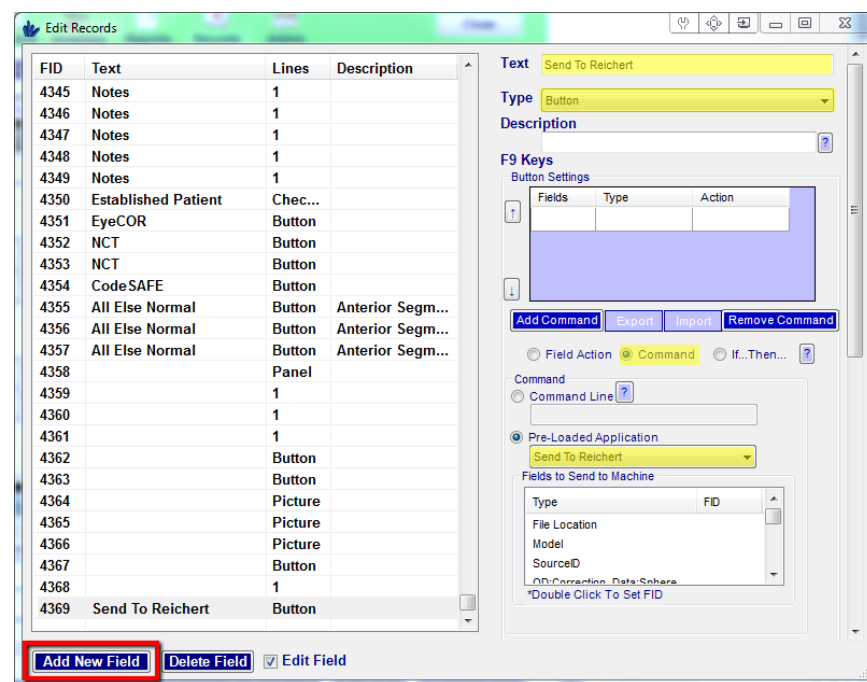 Edit Records
Close
FID Text Lines Description
4345 Notes 1
4346 Notes 1
4347 Notes 1
4348 Notes 1
4349 Notes 1
4350 Established Patient Chec...
4351 EyeCOR Button
4352 NCT Button
4353 NCT Button
4354 CodeSAFE Button
4355 All Else Normal Button Anterior Segm...
4356 All Else Normal Button Anterior Segm...
4357 All Else Normal Button Anterior Segm...
4358 Panel
4359 1
4360 1
4361 1
4362 Button
4363 Button
4364 Picture
4365 Picture
4366 Picture
4367 Button
4368 1
4369 Send To Reichert Button
Add New Field Delete Field Edit Field
Text Send To Reichert
Type Button
Description
?
F9 Keys
Button Settings
Fields Type Action
↑
↓
Add Command Export Import Remove Command
Field Action Command If...Then... ?
Command
Command Line ?
Pre-Loaded Application
Send To Reichert
Fields to Send to Machine
Type FID
File Location
Model
SourceID
OD:Correction_Data:Sphere
*Double Click To Set FID